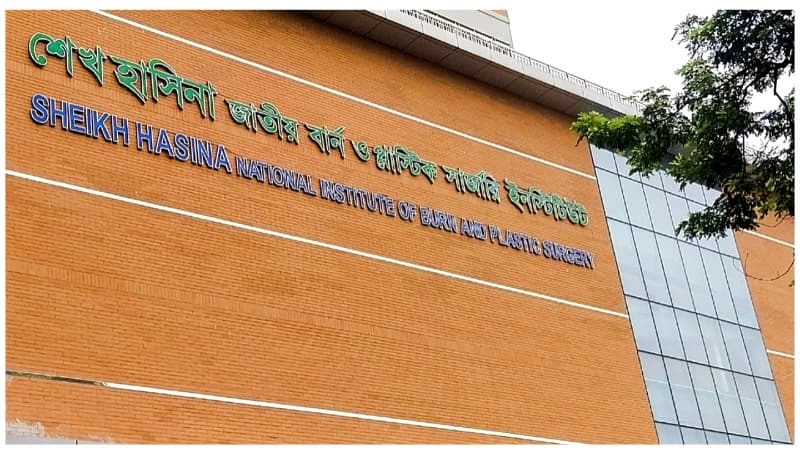 শেখ হাসিনা জাতীয় বার্ন ও প্লাস্টিক সার্জারি ইনস্টিটিউট
SHEIKH HASINA NATIONAL INSTITUTE OF BURN AND PLASTIC SURGERY